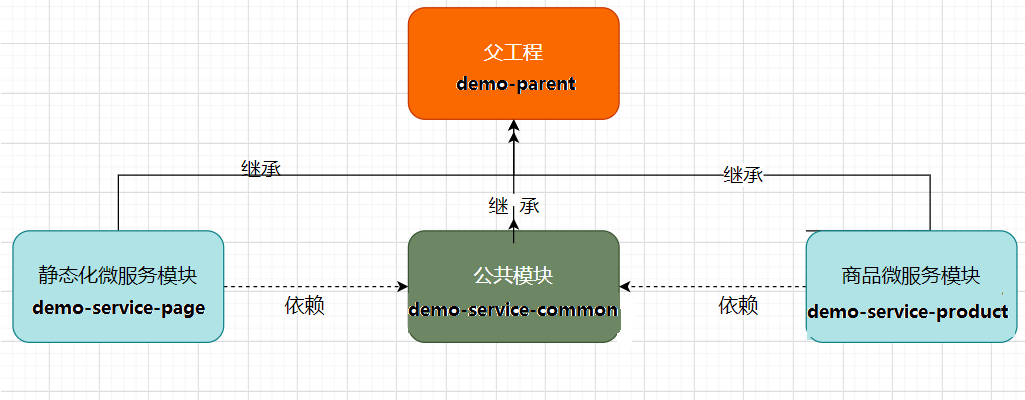 父工程
demo-parent
继承
继承
继 承
静态化微服务模块
demo-service-page
依赖
公共模块
demo-service-common
依赖
商品微服务模块
demo-service-product